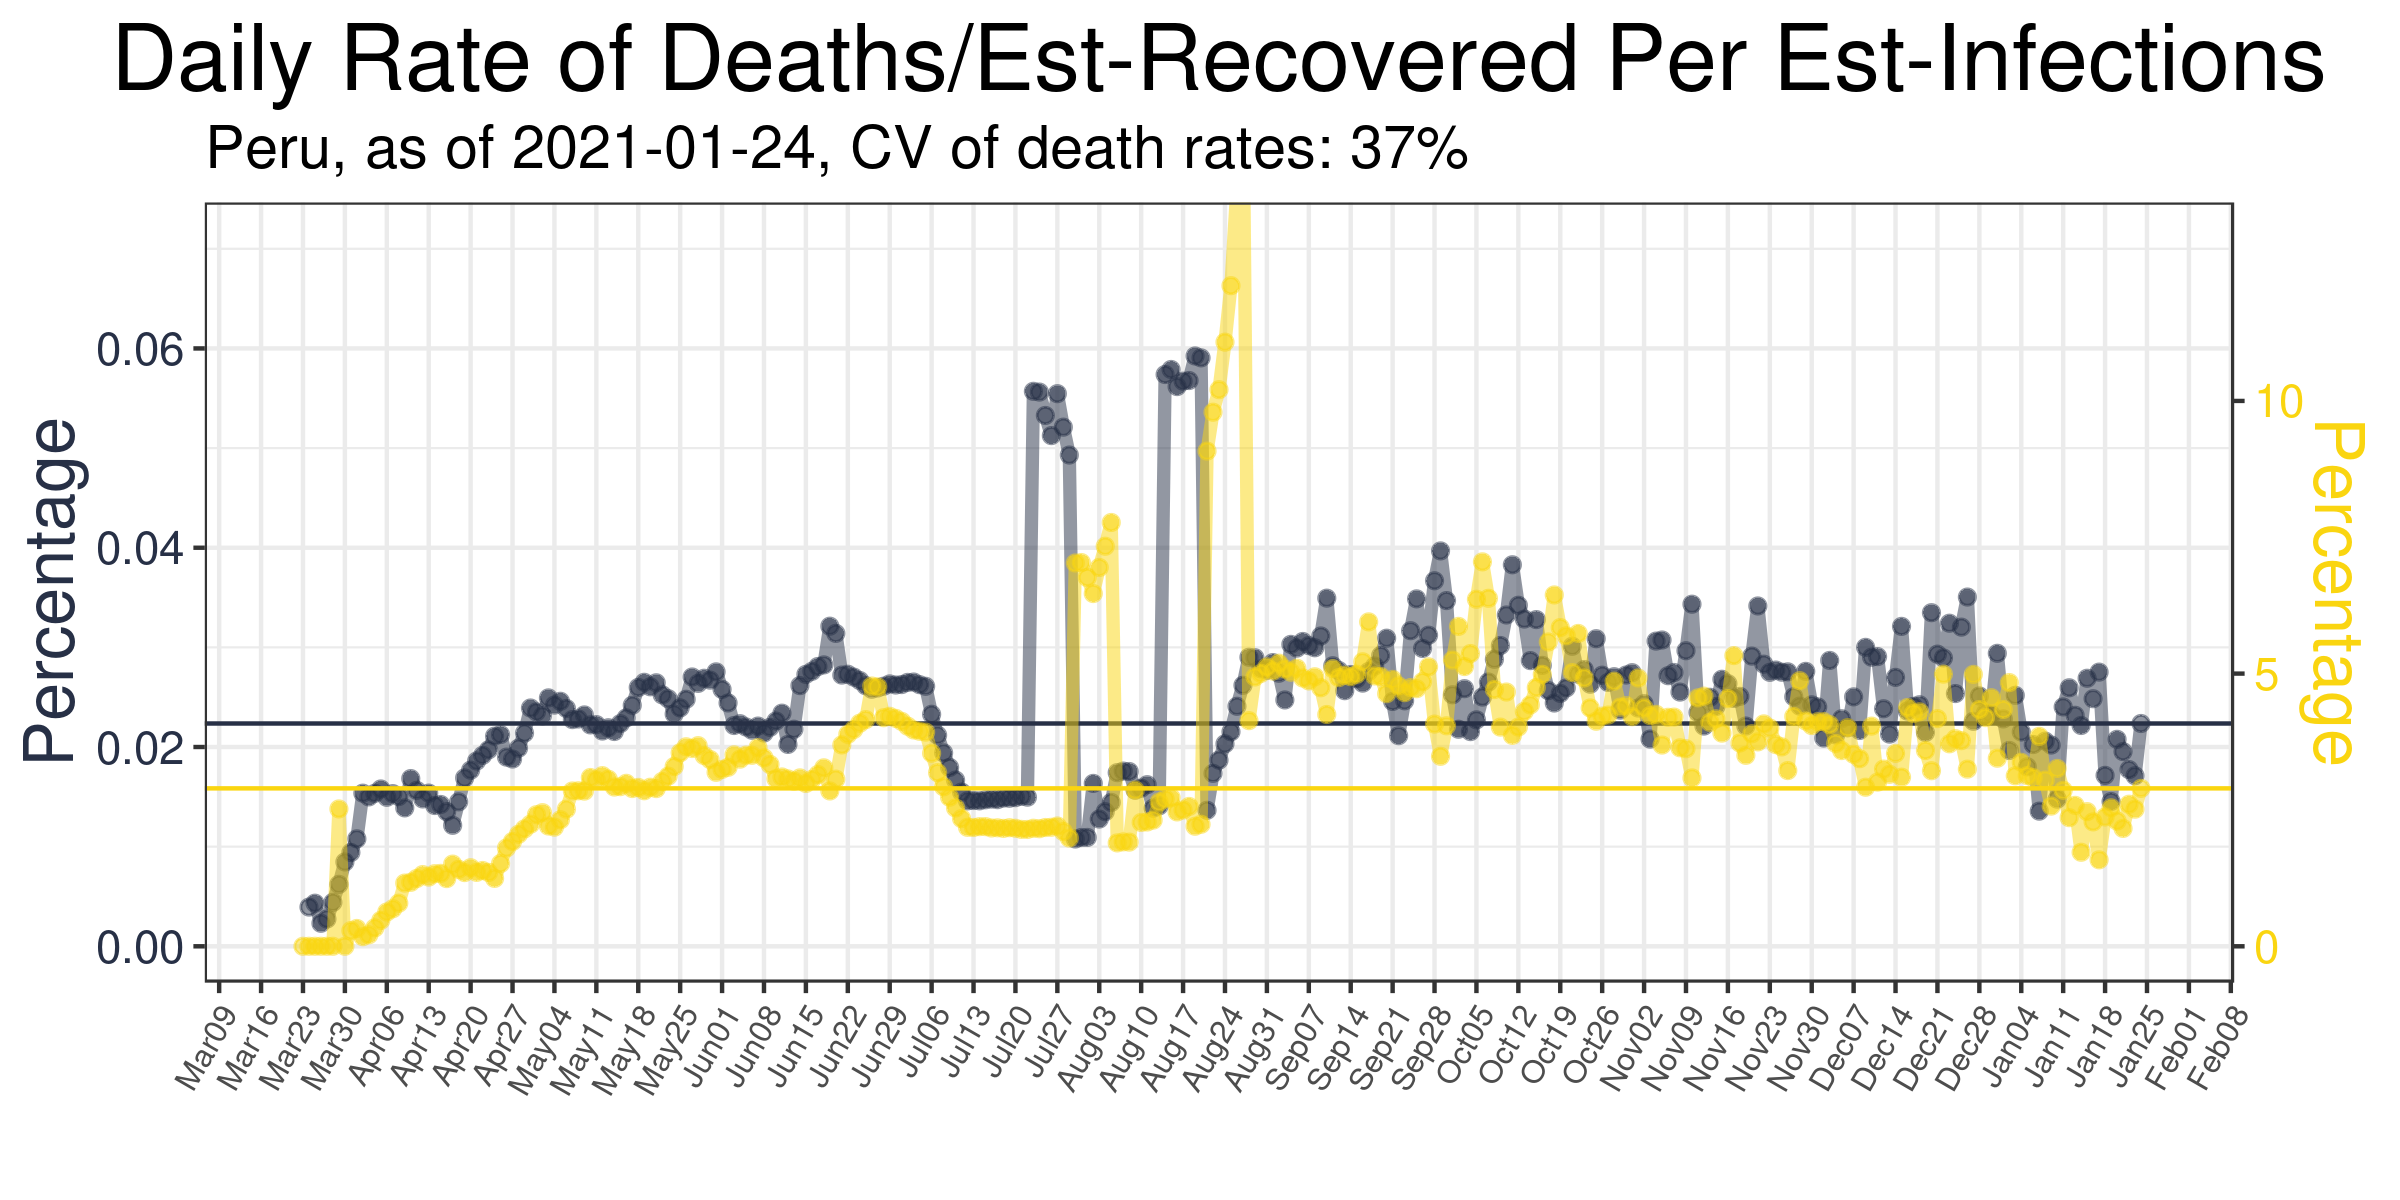 Daily Rate of Deaths/Est-Recovered Per Est-Infections
Peru, as of 2021-01-24, CV of death rates: 37%
Percentage
0.06
0.04
0.02
0.00
10
5
0
Percentage
Mar09 Mar16 Mar23 Mar30 Apr06 Apr13 Apr20 Apr27 May04 May11 May18 May25 Jun01 Jun08 Jun15 Jun22 Jun29 Jul06 Jul13 Jul20 Jul27 Aug03 Aug10 Aug17 Aug24 Aug31 Sep07 Sep14 Sep21 Sep28 Oct05 Oct12 Oct19 Oct26 Nov02 Nov09 Nov16 Nov23 Nov30 Dec07 Dec14 Dec21 Dec28 Jan04 Jan11 Jan18 Jan25 Feb01 Feb08